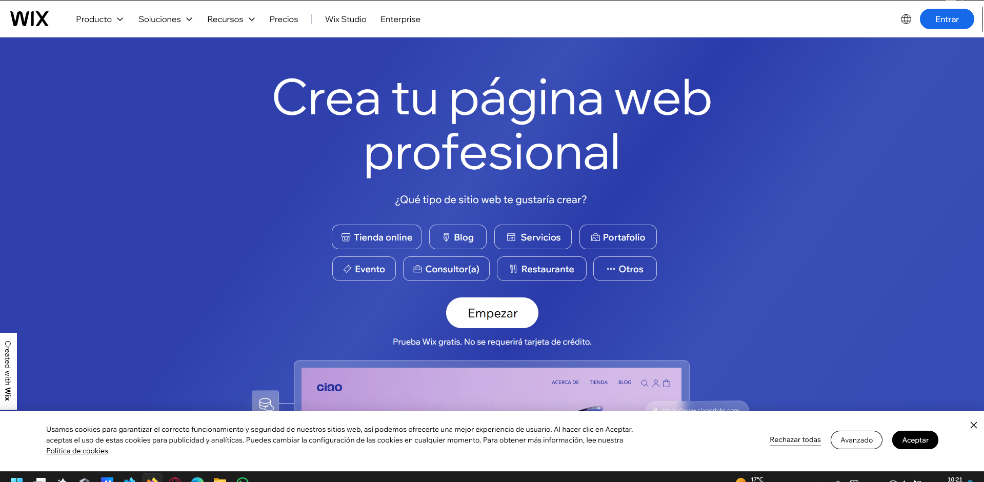 WIX
Producto
Soluciones
Recursos
Precios
Wix Studio
Enterprise
Entrar
Crea tu página web
profesional
¿Qué tipo de sitio web te gustaría crear?
Tienda online
Blog
Servicios
Portafolio
Evento
Consultor(a)
Restaurante
Otros
Empezar
Prueba Wix gratis. No se requerirá tarjeta de crédito.
Created with Wix
ciao
ACERCA DE
TIENDA
BLOG
Usamos cookies para garantizar el correcto funcionamiento y seguridad de nuestros sitios web, así podemos ofrecerte una mejor experiencia de usuario. Al hacer clic en Aceptar,
aceptas el uso de estas cookies para publicidad y analíticas. Puedes cambiar la configuración de las cookies en cualquier momento. Para obtener más información, lee nuestra
Política de cookies.
Rechazar todas
Avanzado
Aceptar
17°C
10:21